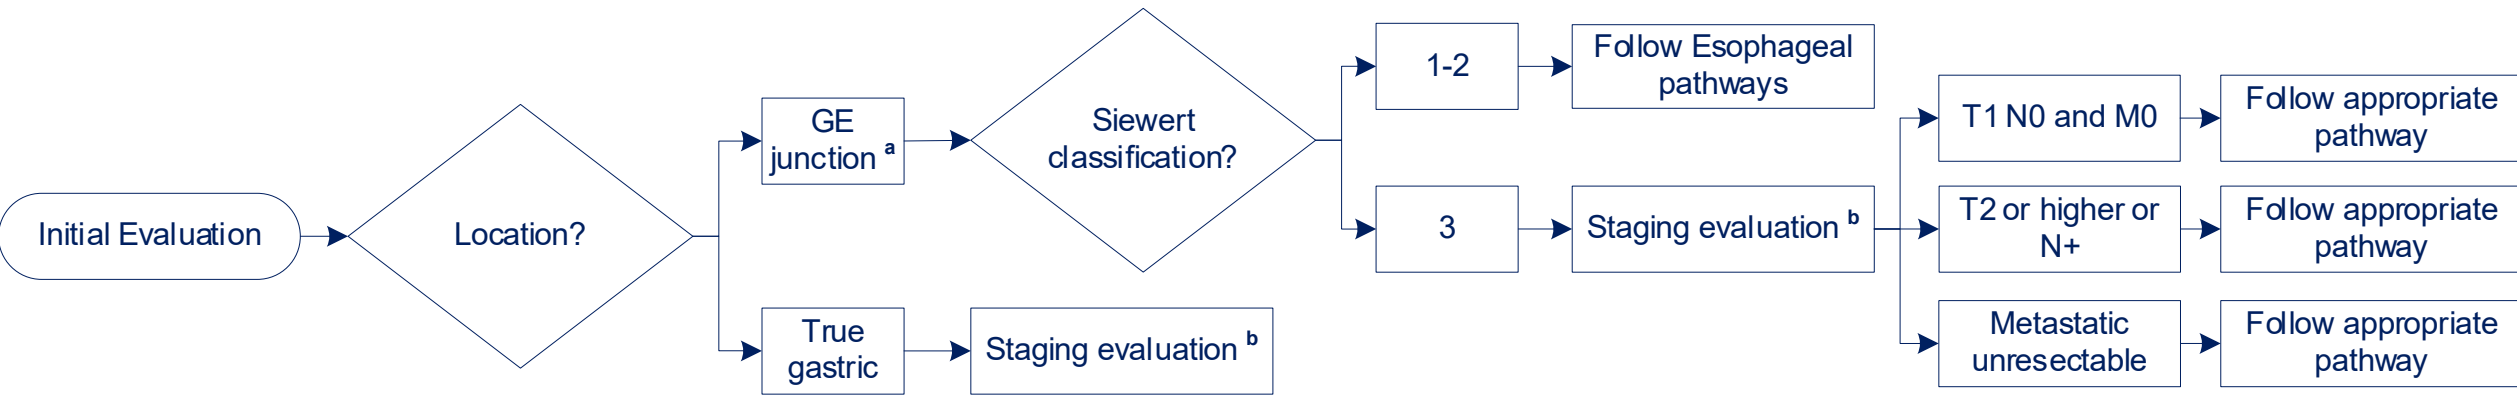 Initial Evaluation
Location?
GE
junction a
True
gastric
Staging evaluation b
Siewert
classification?
1-2
Follow Esophageal
pathways
3
Staging evaluation b
T1 N0 and M0
Follow appropriate
pathway
T2 or higher or
N+
Follow appropriate
pathway
Metastatic
unresectable
Follow appropriate
pathway